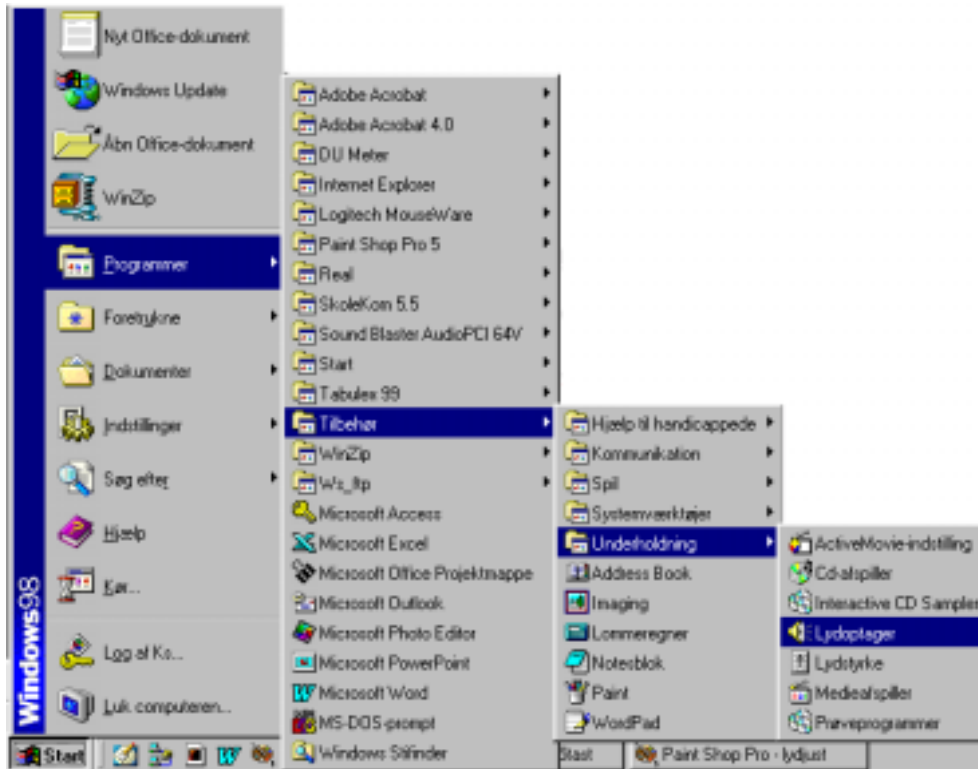 Nyt Office-dokument
Windows Update
Åbn Office-dokument
WinZip
Programmer
Foretrykne
Dokumenter
Indstillinger
Søg efter
Hjælp
Kør...
Log af Ks...
Luk computeren...
Windows98
Adobe Acrobat
Adobe Acrobat 4.0
DU Meter
Internet Explorer
Logitech MouseWare
Paint Shop Pro 5
Real
SkoleKom 5.5
Sound Blaster AudioPCI 64V
Start
Tabulex 99
Tilbehør
WinZip
Ws_ftp
Microsoft Access
Microsoft Excel
Microsoft Office Projektmappe
Microsoft Outlook
Microsoft Photo Editor
Microsoft PowerPoint
Microsoft Word
MS-DOS-prompt
Windows Stifinder
Hjælp til handicappede
Kommunikation
Spil
Systemværktøjer
Underholdning
Address Book
Imaging
Lommeregner
Notesblok
Paint
WordPad
ActiveMovie-indstilling
Cd-afspiller
Interactive CD Sampler
Lydoptager
Lydstyrke
Medieafspiller
Prøveprogrammer
Start
Stast
Paint Shop Pro - lydjust